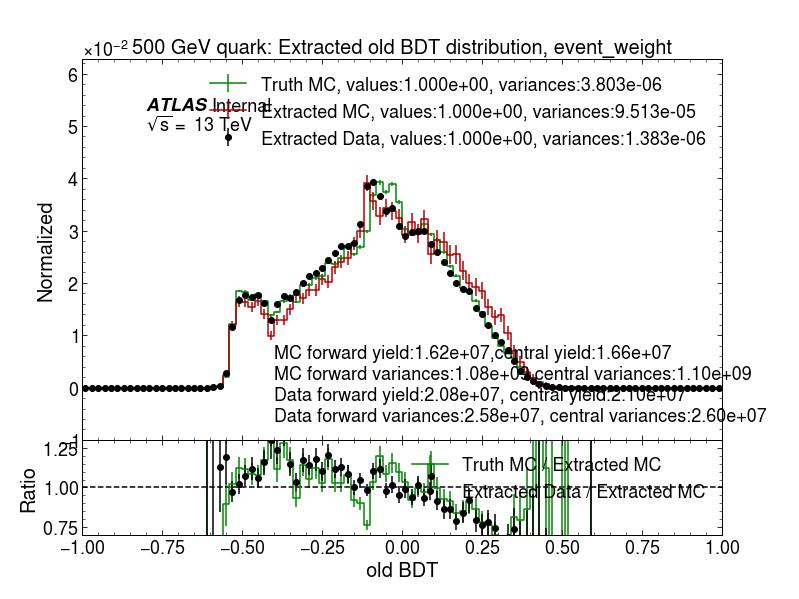 ×10⁻² 500 GeV quark: Extracted old BDT distribution, event_weight
6
5
4
3
2
1
0
−1
Normalized
Truth MC, values:1.000e+00, variances:3.803e-06
Extracted MC, values:1.000e+00, variances:9.513e-05
Extracted Data, values:1.000e+00, variances:1.383e-06
ATLAS Internal
√s = 13 TeV
MC forward yield:1.62e+07,central yield:1.66e+07
MC forward variances:1.08e+09, central variances:1.10e+09
Data forward yield:2.08e+07, central yield:2.10e+07
Data forward variances:2.58e+07, central variances:2.60e+07
1.25
1.00
0.75
Ratio
Truth MC / Extracted MC
Extracted Data / Extracted MC
−1.00 −0.75 −0.50 −0.25 0.00 0.25 0.50 0.75 1.00
old BDT